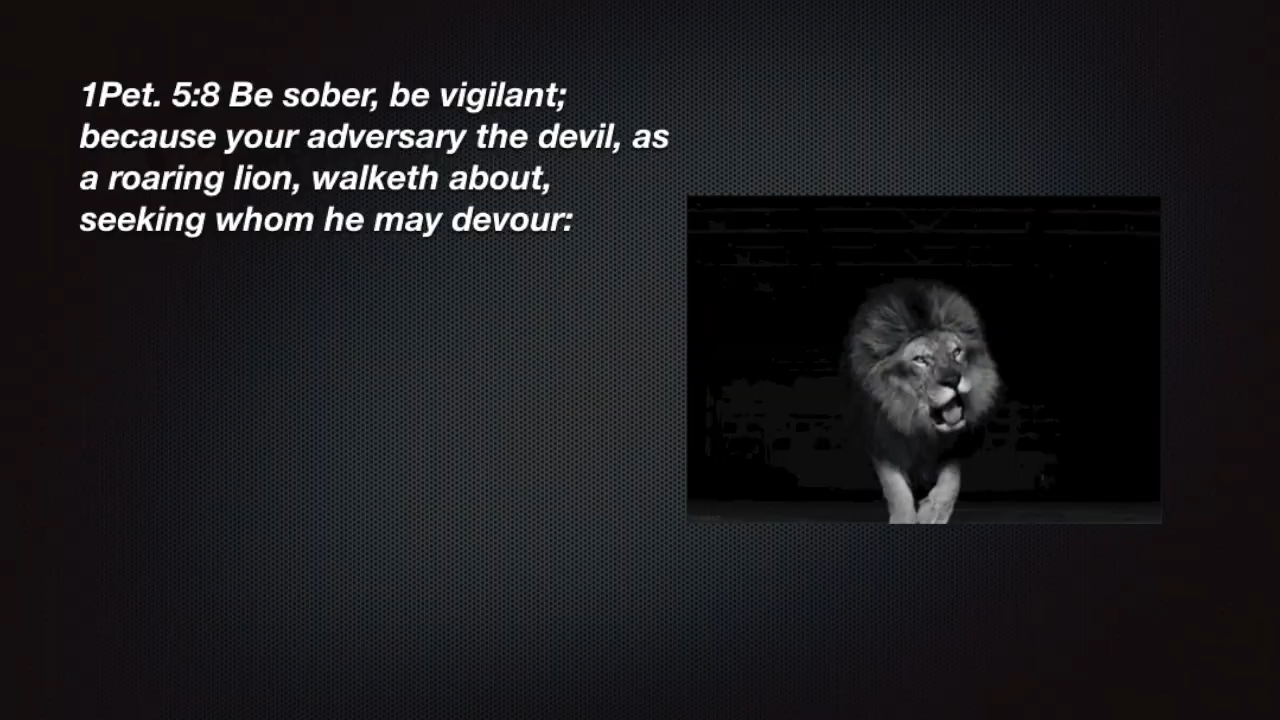 1Pet. 5:8 Be sober, be vigilant;
because your adversary the devil, as
a roaring lion, walketh about,
seeking whom he may devour: